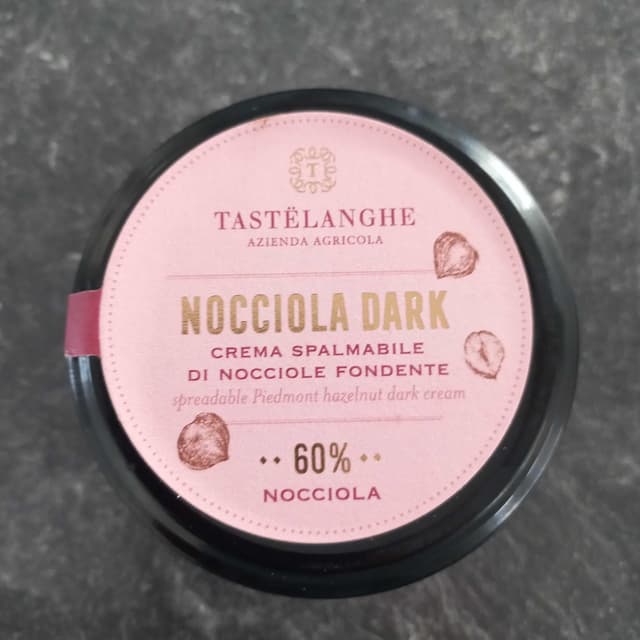 T
TASTËLANGHE
AZIENDA AGRICOLA
NOCCIOLA DARK
CREMA SPALMABILE
DI NOCCIOLE FONDENTE
spreadable Piedmont hazelnut dark cream
60%
NOCCIOLA